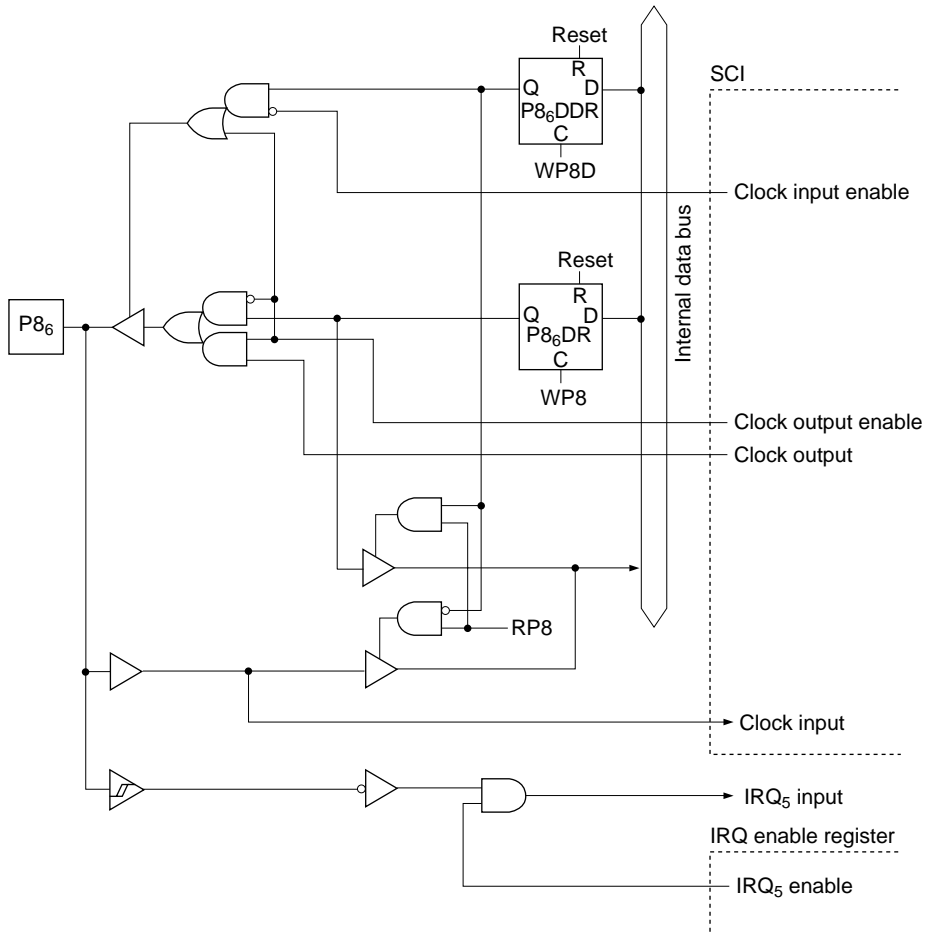 Reset
R
Q D
P8₆DDR
C
WP8D
SCI
Clock input enable
Internal data bus
Reset
R
Q D
P8₆DR
C
WP8
P8₆
Clock output enable
Clock output
RP8
Clock input
IRQ₅ input
IRQ enable register
IRQ₅ enable